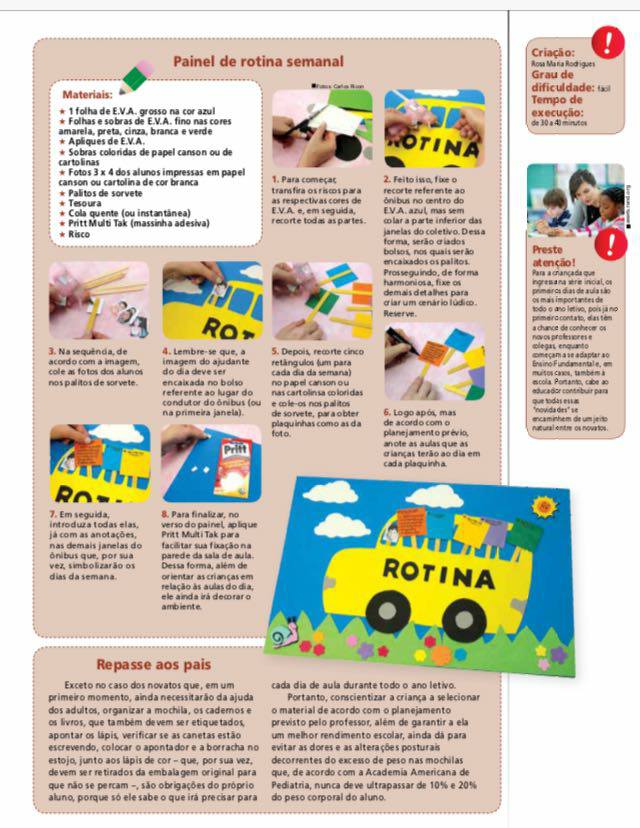 Painel de rotina semanal
Materiais:
★ 1 folha de E.V.A. grosso na cor azul
★ Folhas e sobras de E.V.A. fino nas cores
amarela, preta, cinza, branca e verde
★ Apliques de E.V.A.
★ Sobras coloridas de papel canson ou de
cartolinas
★ Fotos 3 x 4 dos alunos impressas em papel
canson ou cartolina de cor branca
★ Palitos de sorvete
★ Tesoura
★ Cola quente (ou instantânea)
★ Pritt Multi Tak (massinha adesiva)
★ Risco
■Fotos: Carlos Ricon
1. Para começar,
transfira os riscos para
as respectivas cores de
E.V.A. e, em seguida,
recorte todas as partes.
ROTINA
2. Feito isso, fixe o
recorte referente ao
ônibus no centro do
E.V.A. azul, mas sem
colar a parte inferior das
janelas do coletivo. Dessa
forma, serão criados
bolsos, nos quais serão
encaixados os palitos.
Prosseguindo, de forma
harmoniosa, fixe os
demais detalhes para
criar um cenário lúdico.
Reserve.
3. Na sequência, de
acordo com a imagem,
cole as fotos dos alunos
nos palitos de sorvete.
ROTI
4. Lembre-se que, a
imagem do ajudante
do dia deve ser
encaixada no bolso
referente ao lugar do
condutor do ônibus (ou
na primeira janela).
5. Depois, recorte cinco
retângulos (um para
cada dia da semana)
no papel canson ou
nas cartolinas coloridas
e cole-os nos palitos
de sorvete, para obter
plaquinhas como as da
foto.
6. Logo após, mas
de acordo com o
planejamento prévio,
anote as aulas que as
crianças terão ao dia em
cada plaquinha.
ROTIN
7. Em seguida,
introduza todas elas,
já com as anotações,
nas demais janelas do
ônibus que, por sua
vez, simbolizarão os
dias da semana.
Pritt
8. Para finalizar, no
verso do painel, aplique
Pritt Multi Tak para
facilitar sua fixação na
parede da sala de aula.
Dessa forma, além de
orientar as crianças em
relação às aulas do dia,
ele ainda irá decorar o
ambiente.
ROTINA
Repasse aos pais
Exceto no caso dos novatos que, em um
primeiro momento, ainda necessitarão da ajuda
dos adultos, organizar a mochila, os cadernos e
os livros, que também devem ser etiquetados,
apontar os lápis, verificar se as canetas estão
escrevendo, colocar o apontador e a borracha no
estojo, junto aos lápis de cor – que, por sua vez,
devem ser retirados da embalagem original para
que não se percam –, são obrigações do próprio
aluno, porque só ele sabe o que irá precisar para
cada dia de aula durante todo o ano letivo.
Portanto, conscientizar a criança a selecionar
o material de acordo com o planejamento
previsto pelo professor, além de garantir a ela
um melhor rendimento escolar, ainda dá para
evitar as dores e as alterações posturais
decorrentes do excesso de peso nas mochilas
que, de acordo com a Academia Americana de
Pediatria, nunca deve ultrapassar de 10% e 20%
do peso corporal do aluno.
!
Criação:
Rosa Maria Rodrigues
Grau de
dificuldade: fácil
Tempo de
execução:
de 30 a 40 minutos
!
Preste
atenção!
Para a criançada que
ingressa na série inicial, os
primeiros dias de aula são
os mais importantes de
todo o ano letivo, pois já no
primeiro contato, elas têm
a chance de conhecer os
novos professores e
colegas, enquanto
começam a se adaptar ao
Ensino Fundamental e, em
muitos casos, também à
escola. Portanto, cabe ao
educador contribuir para
que todas essas
"novidades" se
encaminhem de um jeito
natural entre os novatos.